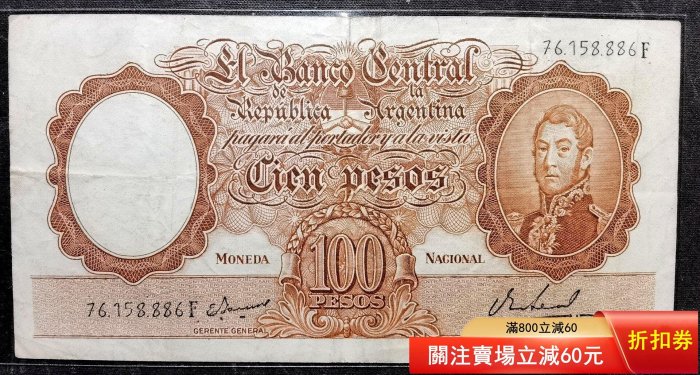 76.158.886F
El Banco Central
de la
República Argentina
pagará al portador y a la vista
Cien pesos
MONEDA 100 NACIONAL
PESOS
76.158.886F
GERENTE GENERAL
滿800立減60
關注賣場立減60元
折扣券